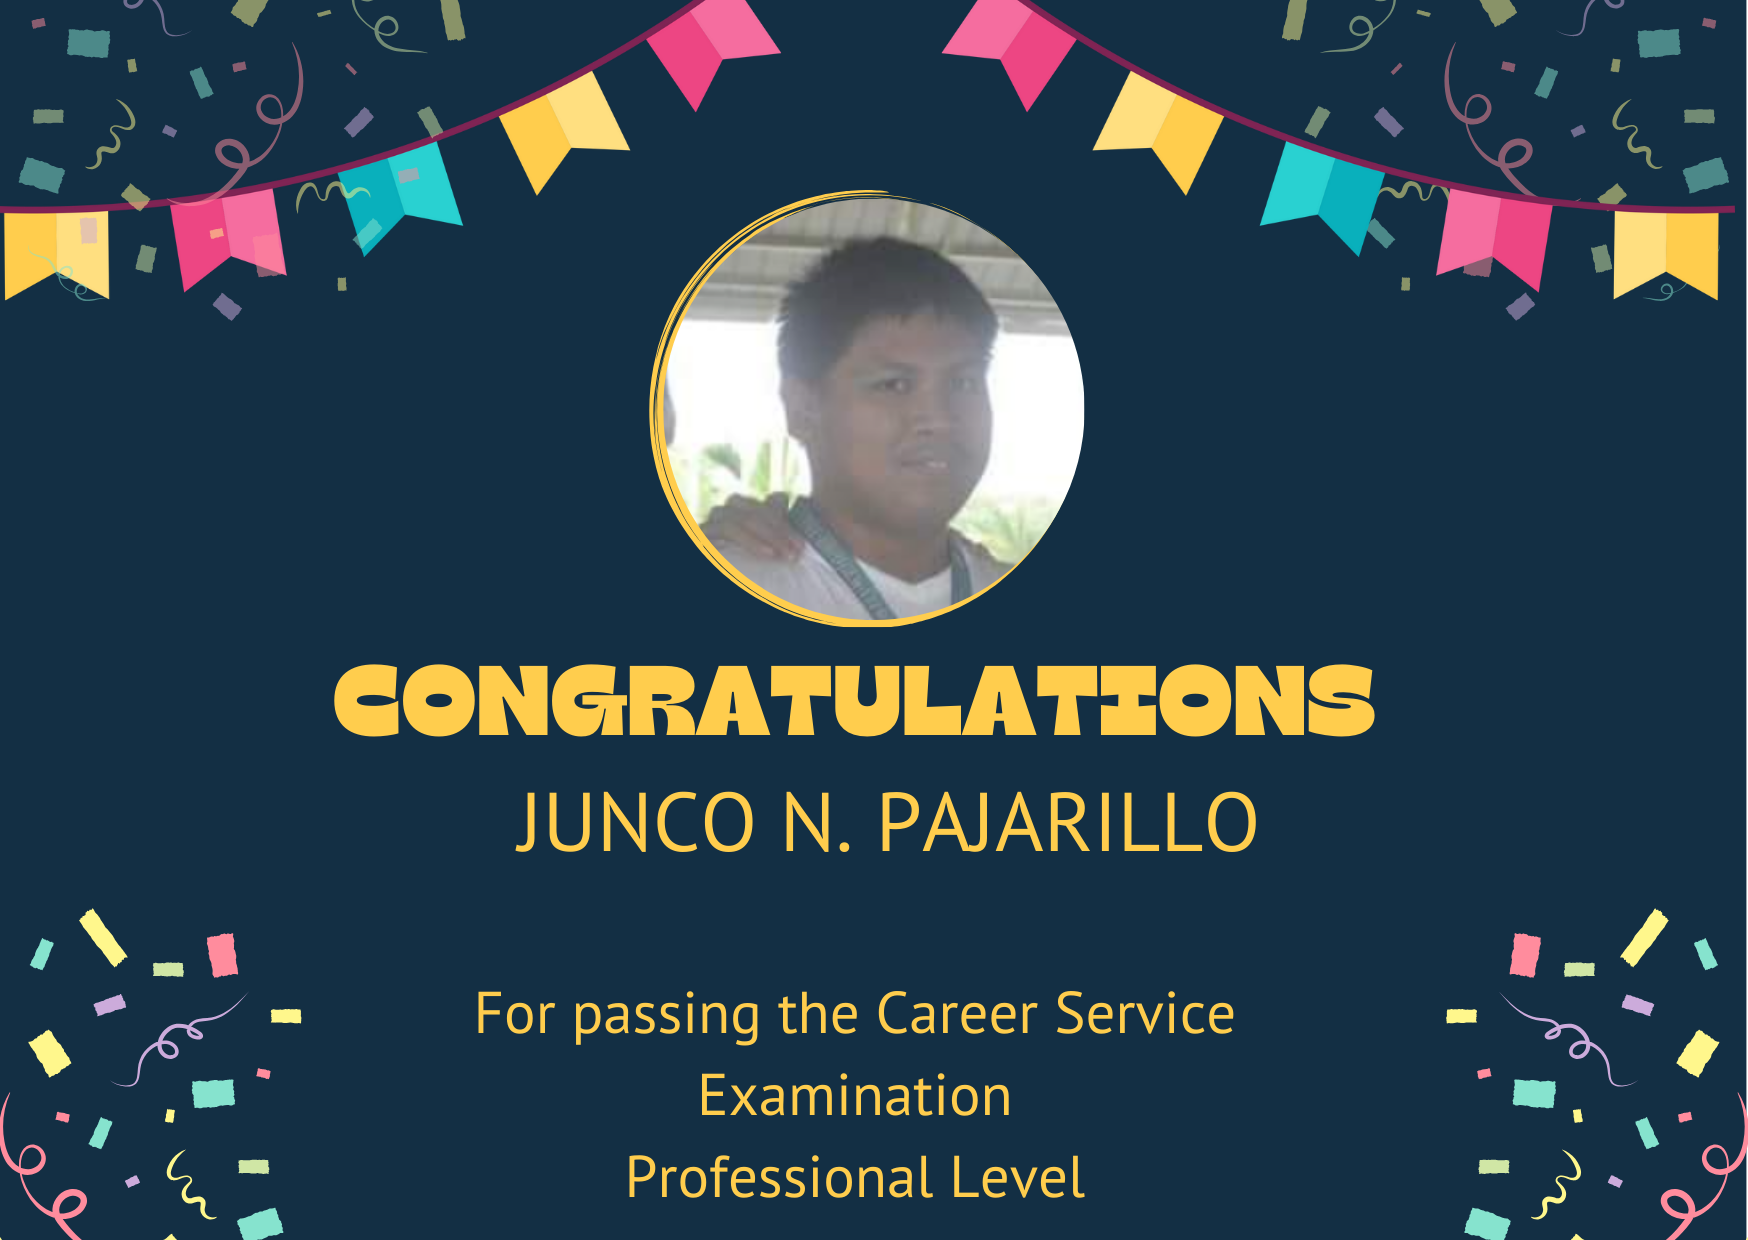 CONGRATULATIONS
JUNCO N. PAJARILLO
For passing the Career Service
Examination
Professional Level